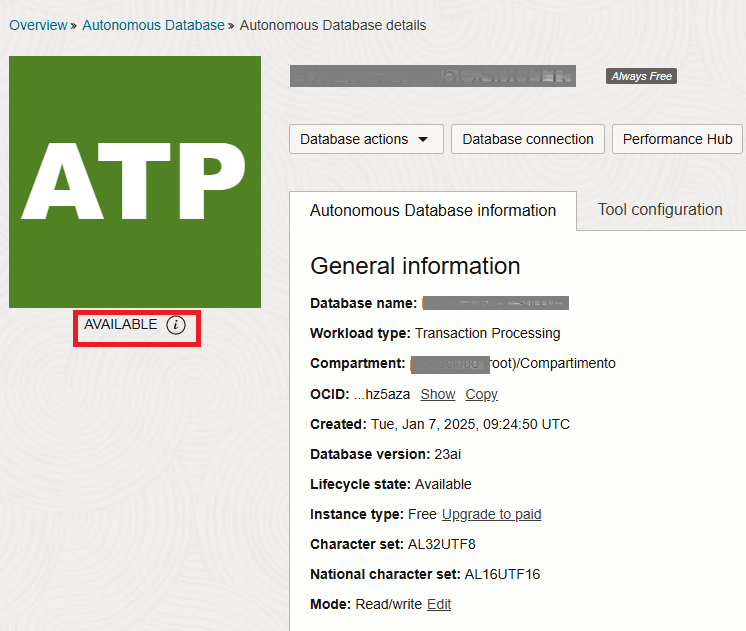 Overview » Autonomous Database » Autonomous Database details
ATP
AVAILABLE i
Always Free
Database actions
Database connection
Performance Hub
Autonomous Database information
Tool configuration
General information
Database name:
Workload type: Transaction Processing
Compartment: root)/Compartimento
OCID: ...hz5aza Show Copy
Created: Tue, Jan 7, 2025, 09:24:50 UTC
Database version: 23ai
Lifecycle state: Available
Instance type: Free Upgrade to paid
Character set: AL32UTF8
National character set: AL16UTF16
Mode: Read/write Edit